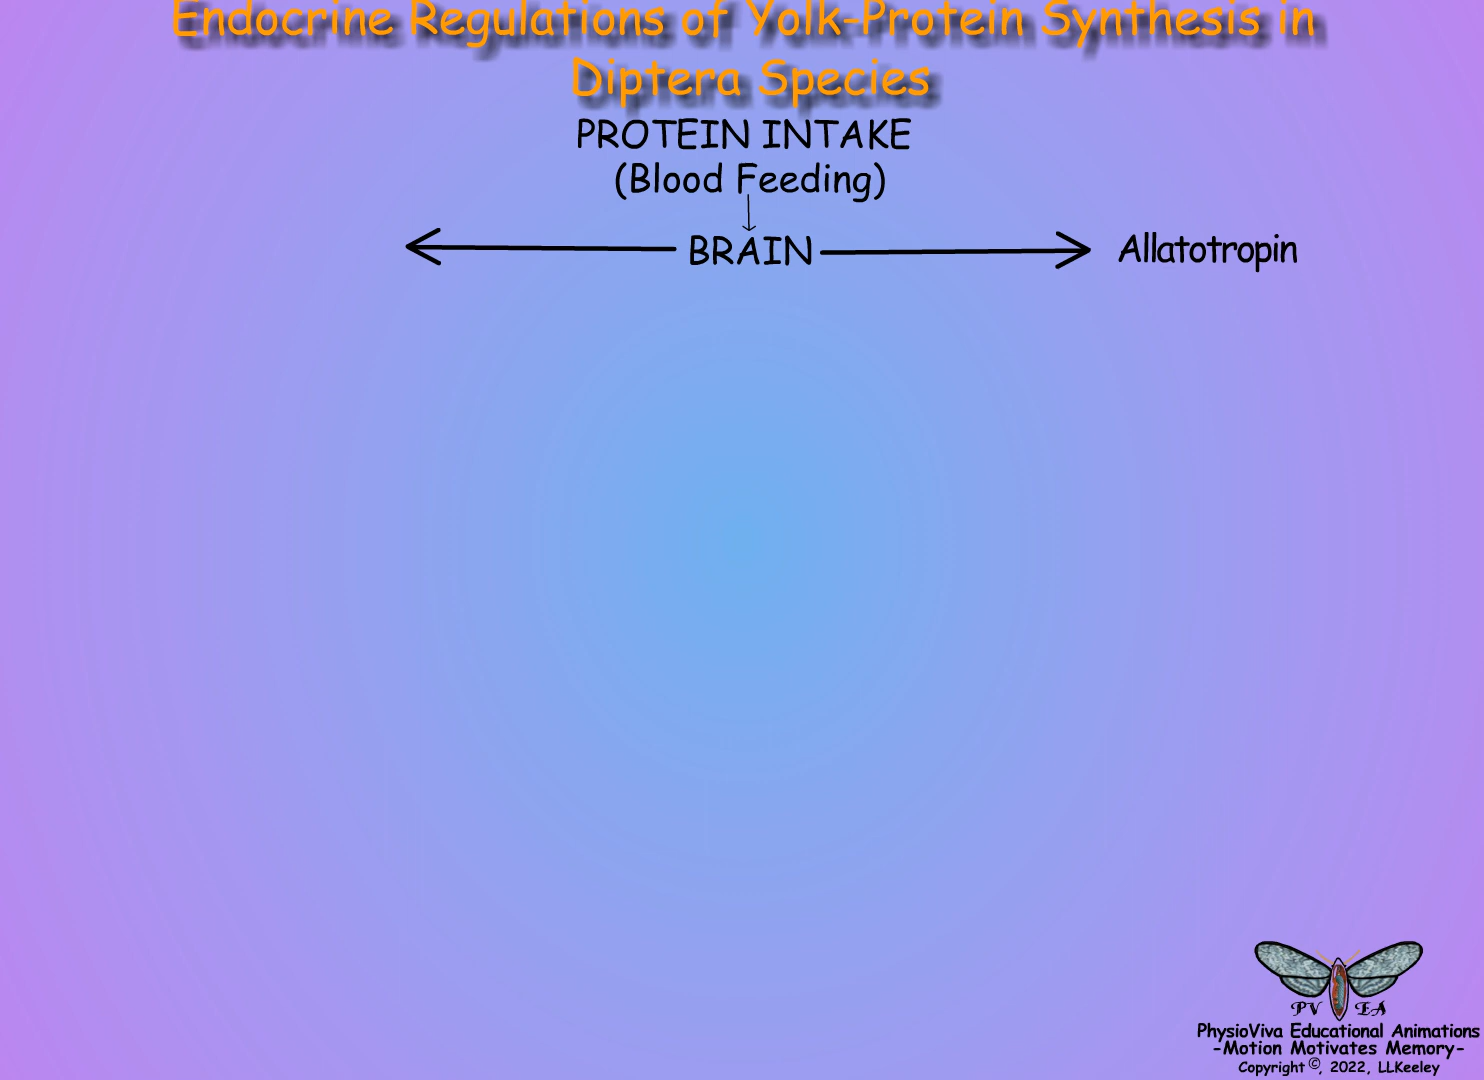 Endocrine Regulations of Yolk-Protein Synthesis in
Diptera Species
PROTEIN INTAKE
(Blood Feeding)
BRAIN
Allatotropin
PV EA
PhysioViva Educational Animations
-Motion Motivates Memory-
Copyright ©, 2022, LLKeeley